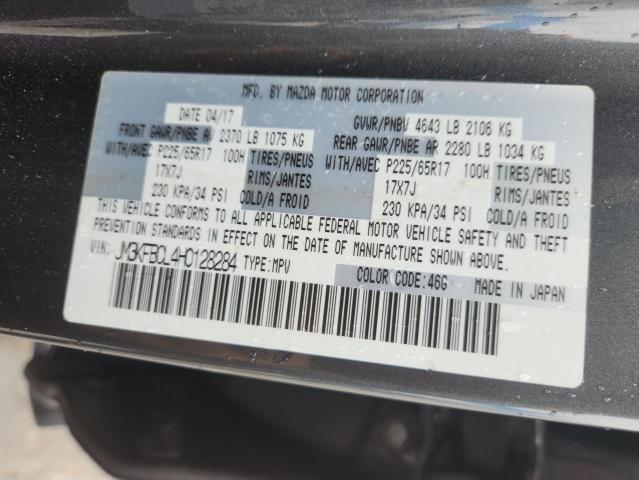 MFD. BY MAZDA MOTOR CORPORATION
DATE 04/17 GVWR/PNBV 4643 LB 2106 KG
FRONT GAWR/PNBE AV 2370 LB 1075 KG REAR GAWR/PNBE AR 2280 LB 1034 KG
WITH/AVEC P225/65R17 100H TIRES/PNEUS WITH/AVEC P225/65R17 100H TIRES/PNEUS
17X7J RIMS/JANTES 17X7J RIMS/JANTES
230 KPA/34 PSI COLD/A FROID 230 KPA/34 PSI COLD/A FROID
THIS VEHICLE CONFORMS TO ALL APPLICABLE FEDERAL MOTOR VEHICLE SAFETY AND THEFT
PREVENTION STANDARDS IN EFFECT ON THE DATE OF MANUFACTURE SHOWN ABOVE.
VIN: JM3KFBCL4H0128284 TYPE:MPV COLOR CODE:46G MADE IN JAPAN